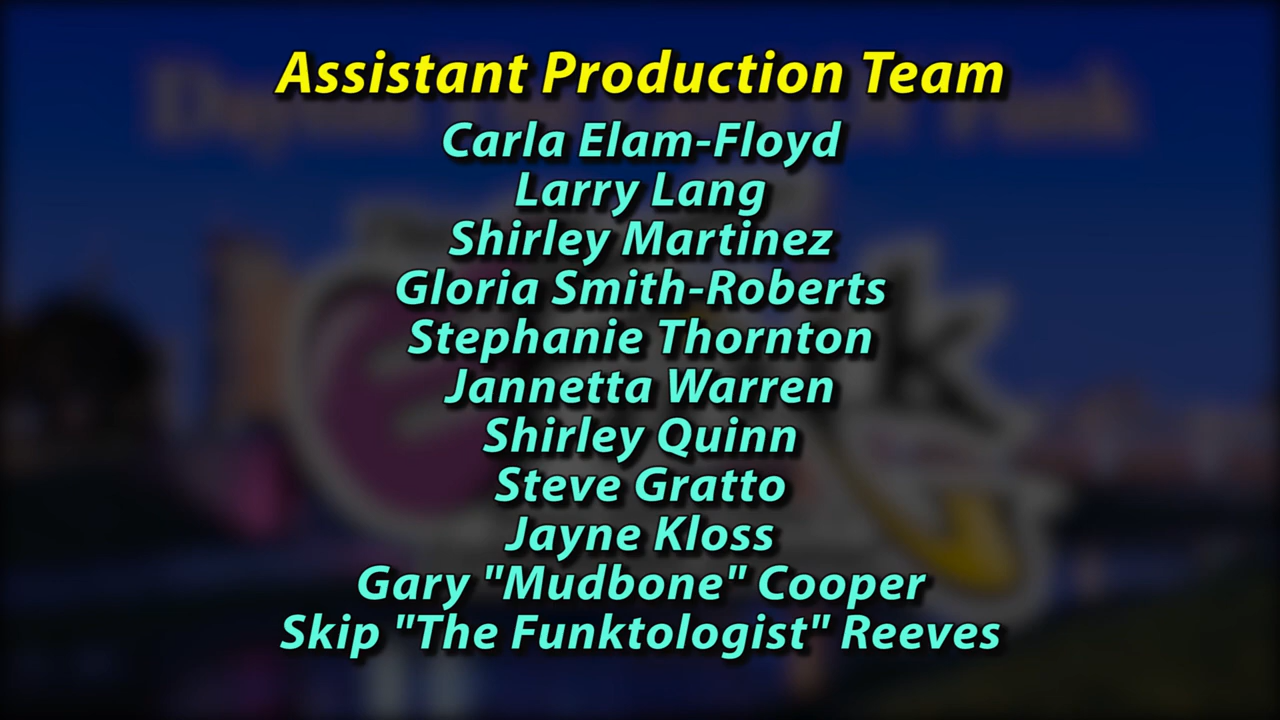 Assistant Production Team
Carla Elam-Floyd
Larry Lang
Shirley Martinez
Gloria Smith-Roberts
Stephanie Thornton
Jannetta Warren
Shirley Quinn
Steve Gratto
Jayne Kloss
Gary "Mudbone" Cooper
Skip "The Funktologist" Reeves